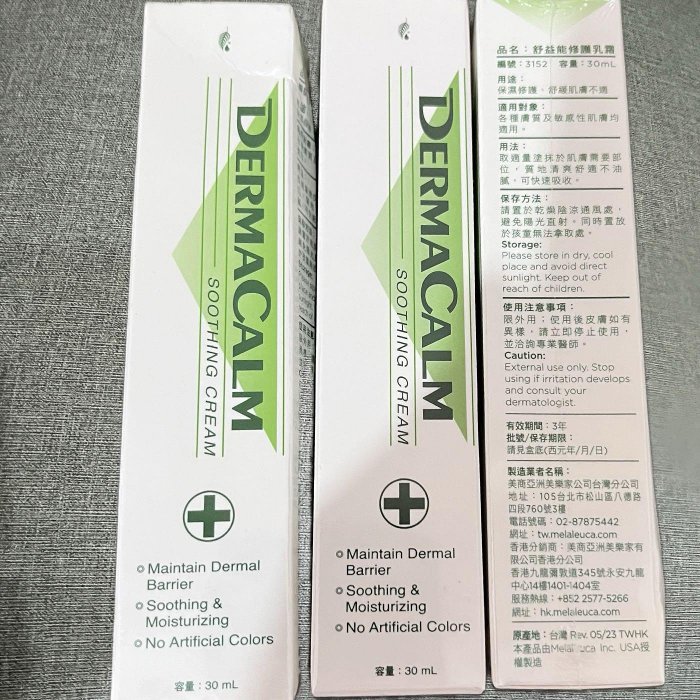 DERMACALM
SOOTHING CREAM
Maintain Dermal
Barrier
Soothing &
Moisturizing
No Artificial Colors
容量：30 mL
DERMACALM
SOOTHING CREAM
Maintain Dermal
Barrier
Soothing &
Moisturizing
No Artificial Colors
容量：30 mL
品名：舒益能修護乳霜
編號：3152 容量：30mL
用途：
保濕修護、舒緩肌膚不適
適用對象：
各種膚質及敏感性肌膚均
適用。
用法：
取適量塗抹於肌膚需要部
位，質地清爽舒適不油
膩，可快速吸收。
保存方法：
請置於乾燥陰涼通風處，
避免陽光直射。同時置放
於孩童無法拿取處。
Storage:
Please store in dry, cool
place and avoid direct
sunlight. Keep out of
reach of children.
使用注意事項：
限外用；使用後皮膚如有
異樣，請立即停止使用，
並洽詢專業醫師。
Caution:
External use only. Stop
using if irritation develops
and consult your
dermatologist.
有效期間：3年
批號/保存期限：
請見盒底(西元年/月/日)
製造業者名稱：
美商亞洲美樂家公司台灣分公司
地址：105台北市松山區八德路
四段760號3樓
電話號碼：02-87875442
網址：tw.melaleuca.com
香港分銷商：美商亞洲美樂家有
限公司香港分公司
香港九龍彌敦道345號永安九龍
中心14樓1401-1404室
服務熱線：+852 2577-5266
網址：hk.melaleuca.com
原產地：台灣 Rev. 05/23 TWHK
本產品由Melaleuca Inc. USA授
權製造